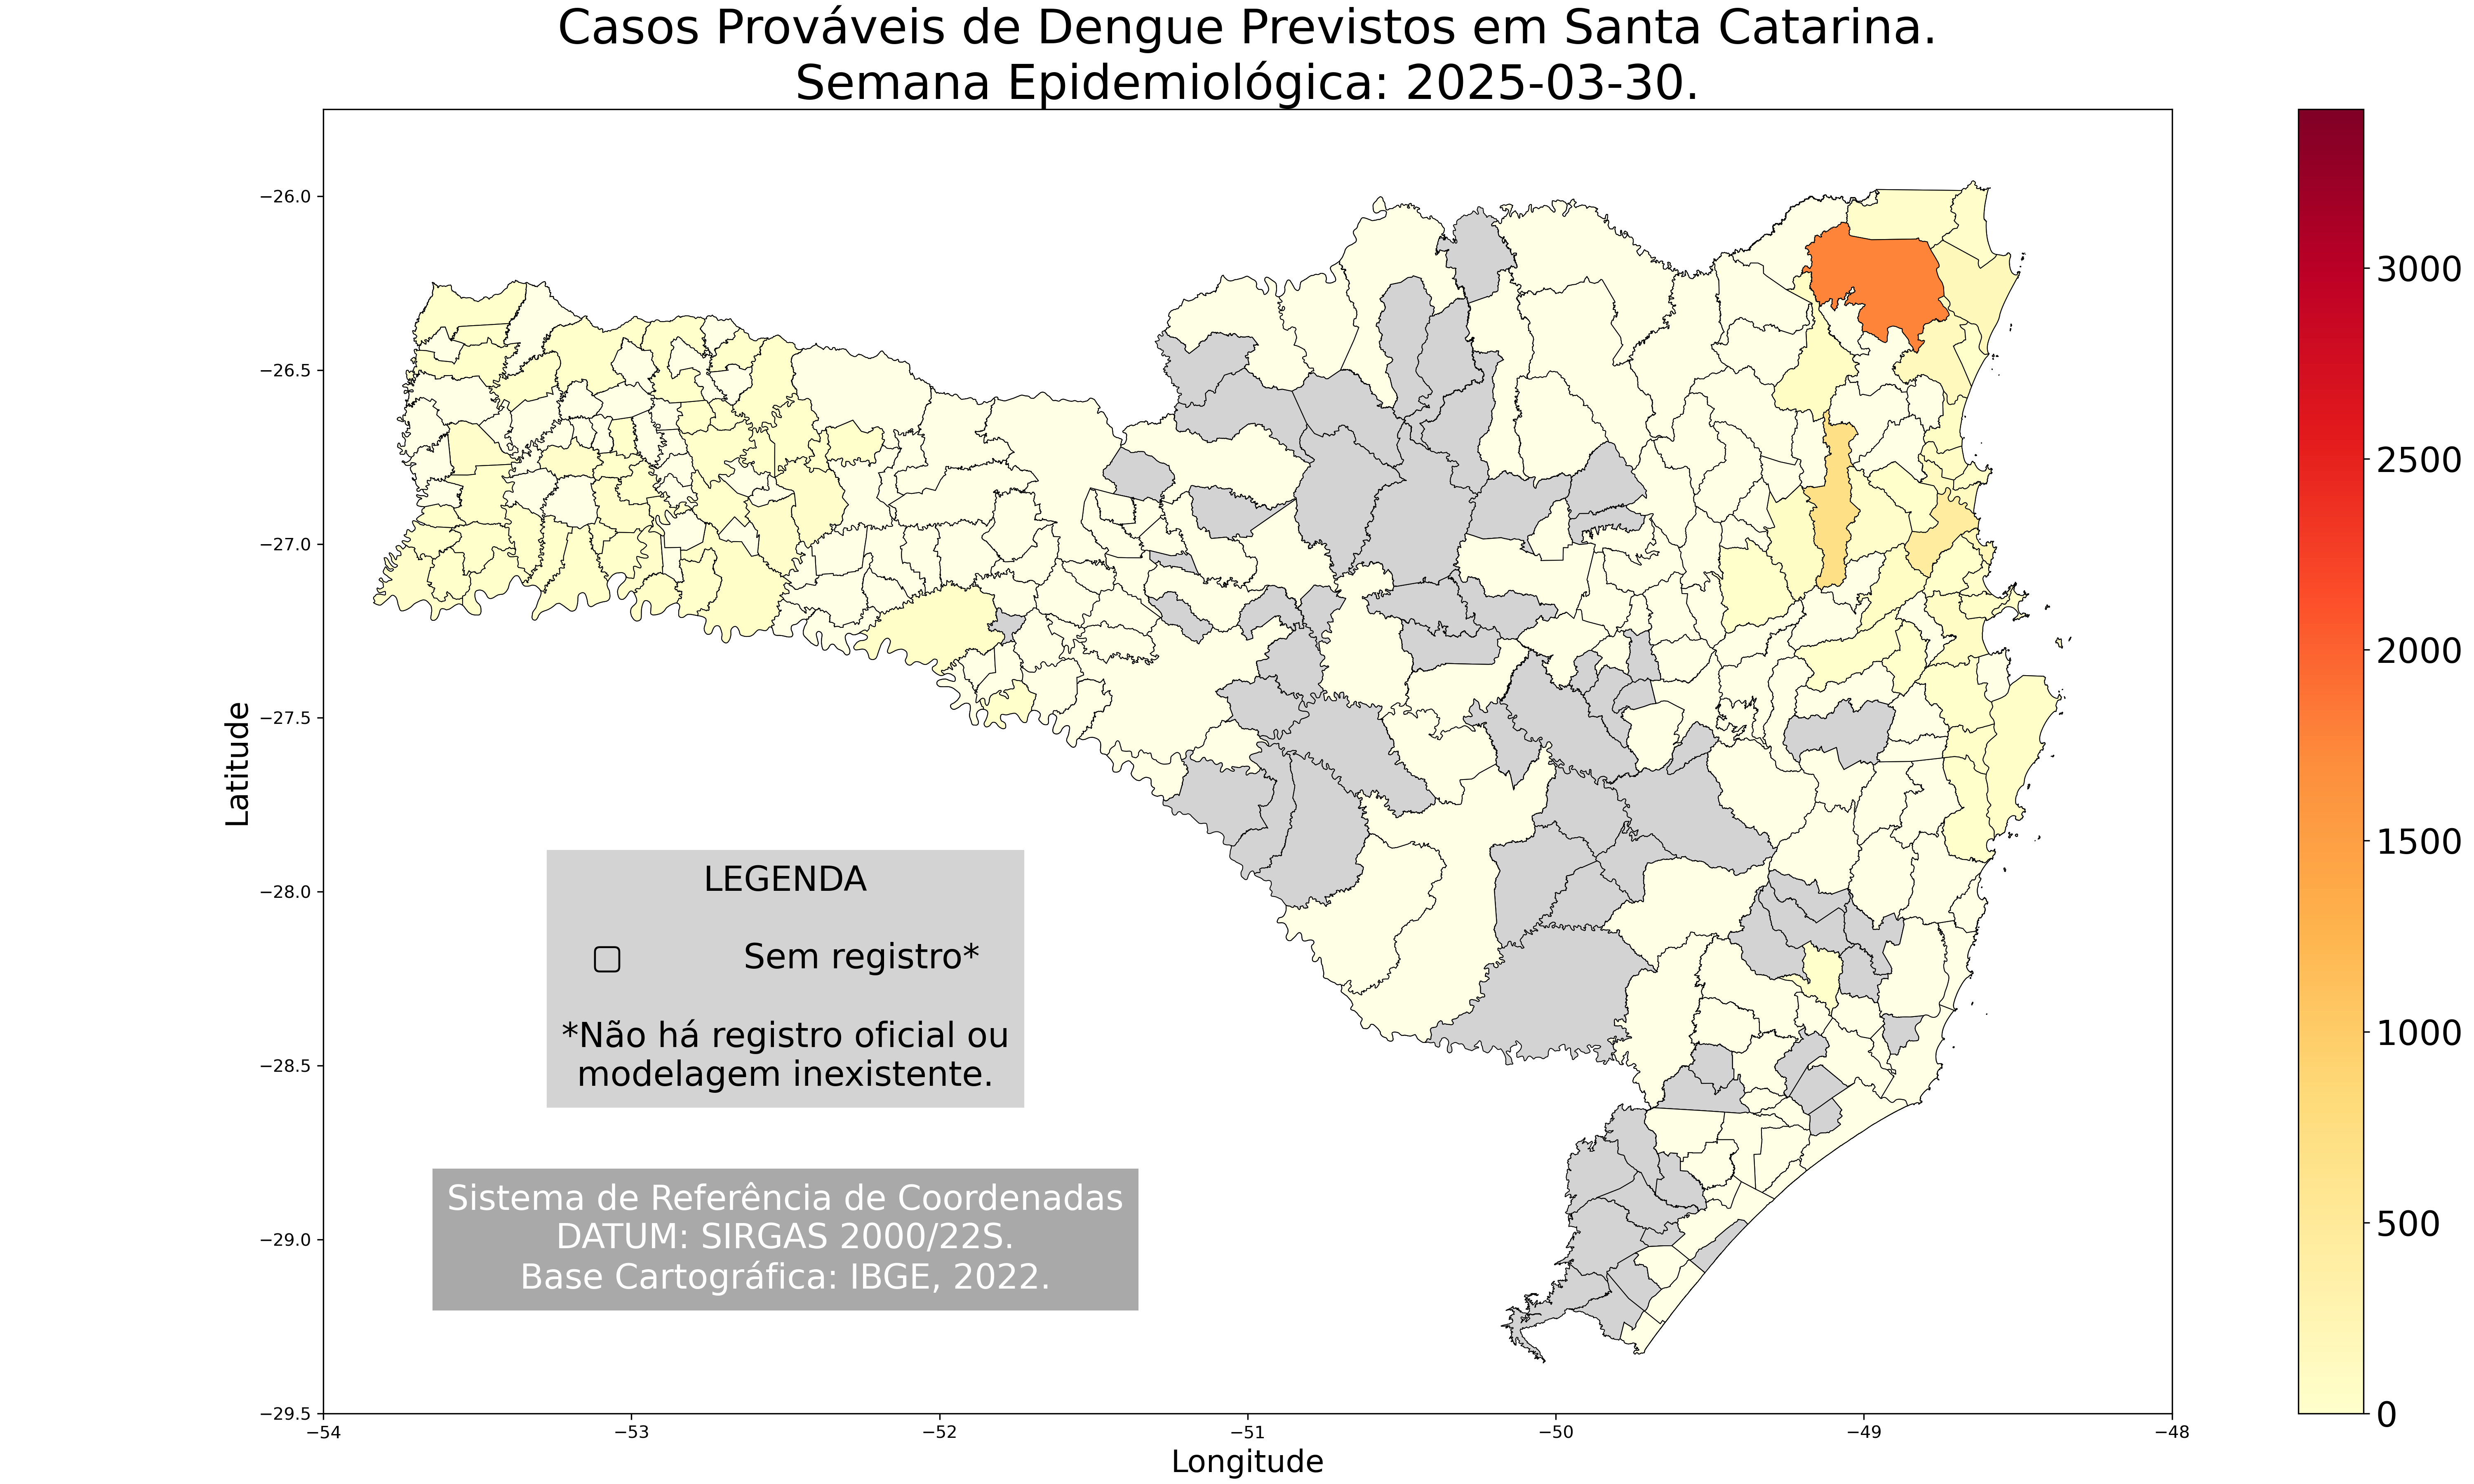 Casos Prováveis de Dengue Previstos em Santa Catarina.
Semana Epidemiológica: 2025-03-30.
−26.0
−26.5
−27.0
−27.5
−28.0
−28.5
−29.0
−29.5
Latitude
−54
−53
−52
−51
−50
−49
−48
Longitude
LEGENDA
Sem registro*
*Não há registro oficial ou
modelagem inexistente.
Sistema de Referência de Coordenadas
DATUM: SIRGAS 2000/22S.
Base Cartográfica: IBGE, 2022.
3000
2500
2000
1500
1000
500
0